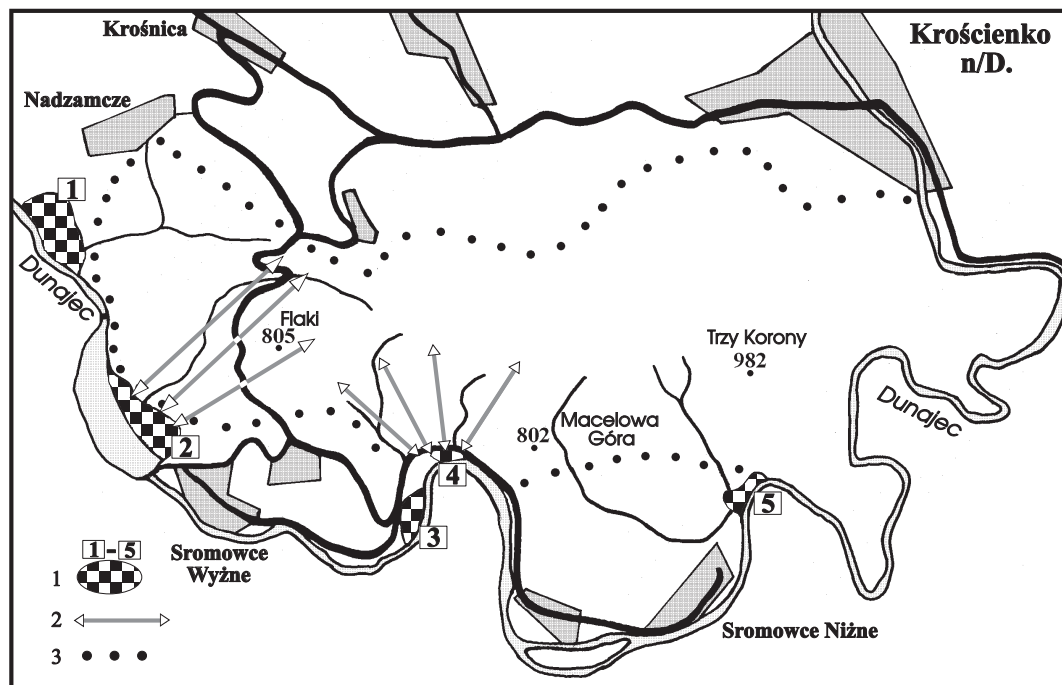 Krośnica
Krościenko
n/D.
Nadzamcze
1
Dunajec
Flaki
805
Trzy Korony
982
Dunajec
Macelowa
Góra
802
2
4
5
3
Sromowce
Wyżne
Sromowce Niżne
1 1-5
2
3